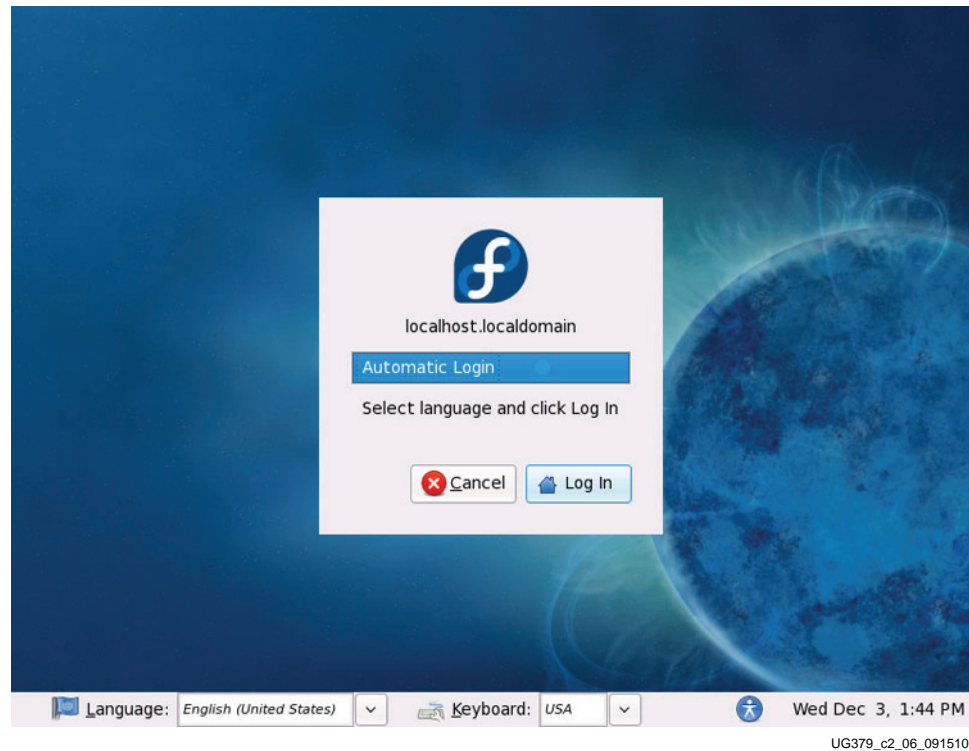 localhost.localdomain
Automatic Login
Select language and click Log In
Cancel
Log In
Language: English (United States) Keyboard: USA Wed Dec 3, 1:44 PM
UG379_c2_06_091510